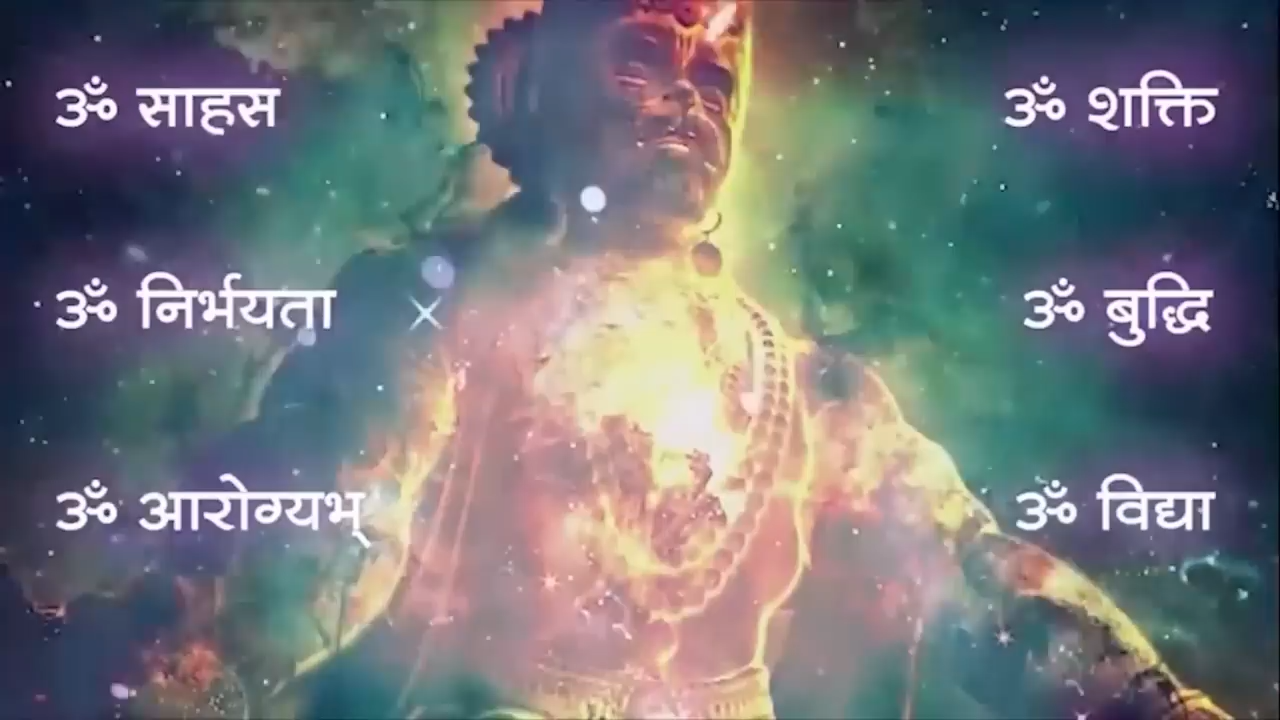 ॐ साहस
ॐ शक्ति
ॐ निर्भयता
ॐ बुद्धि
ॐ आरोग्यभ्
ॐ विद्या